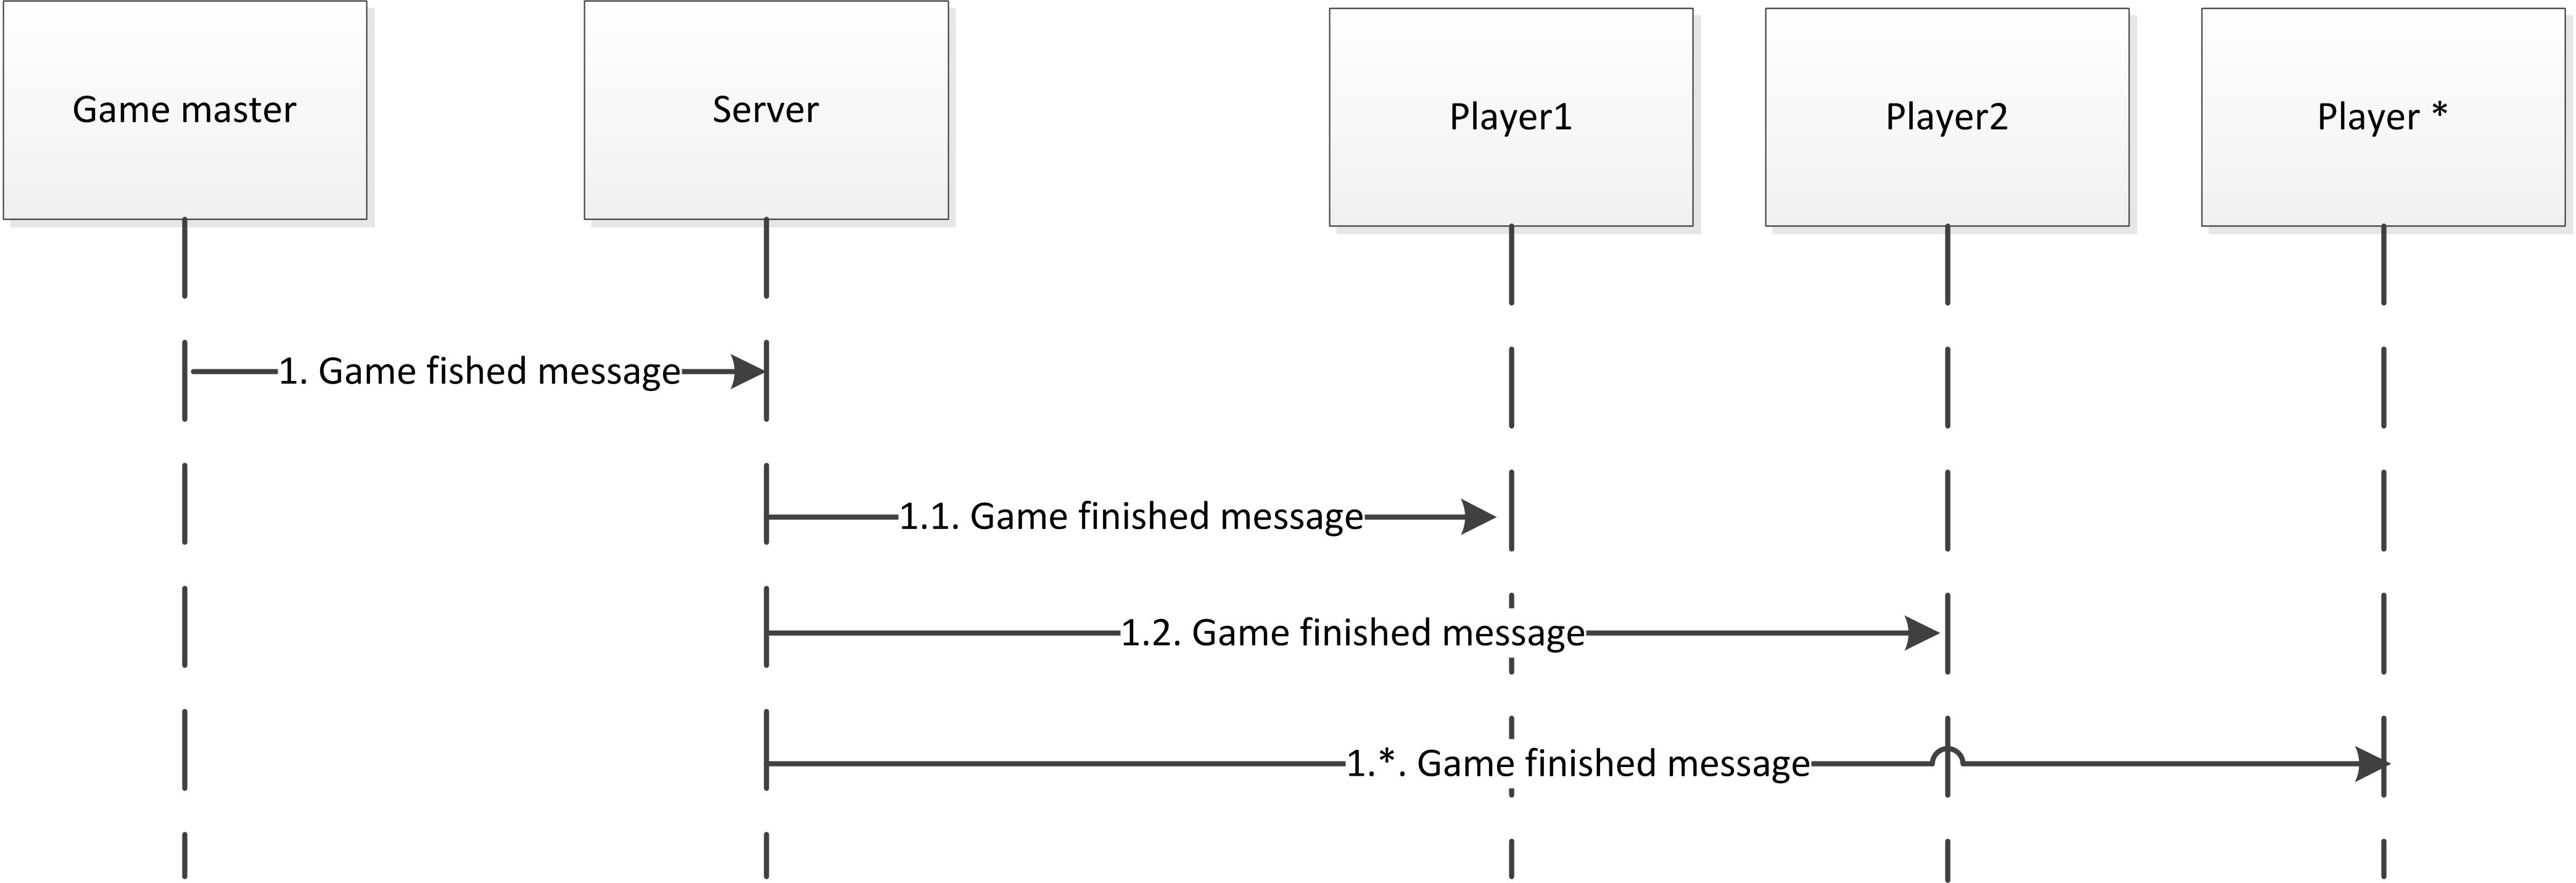 Game master
Server
Player1
Player2
Player *
1. Game fished message
1.1. Game finished message
1.2. Game finished message
1.*. Game finished message